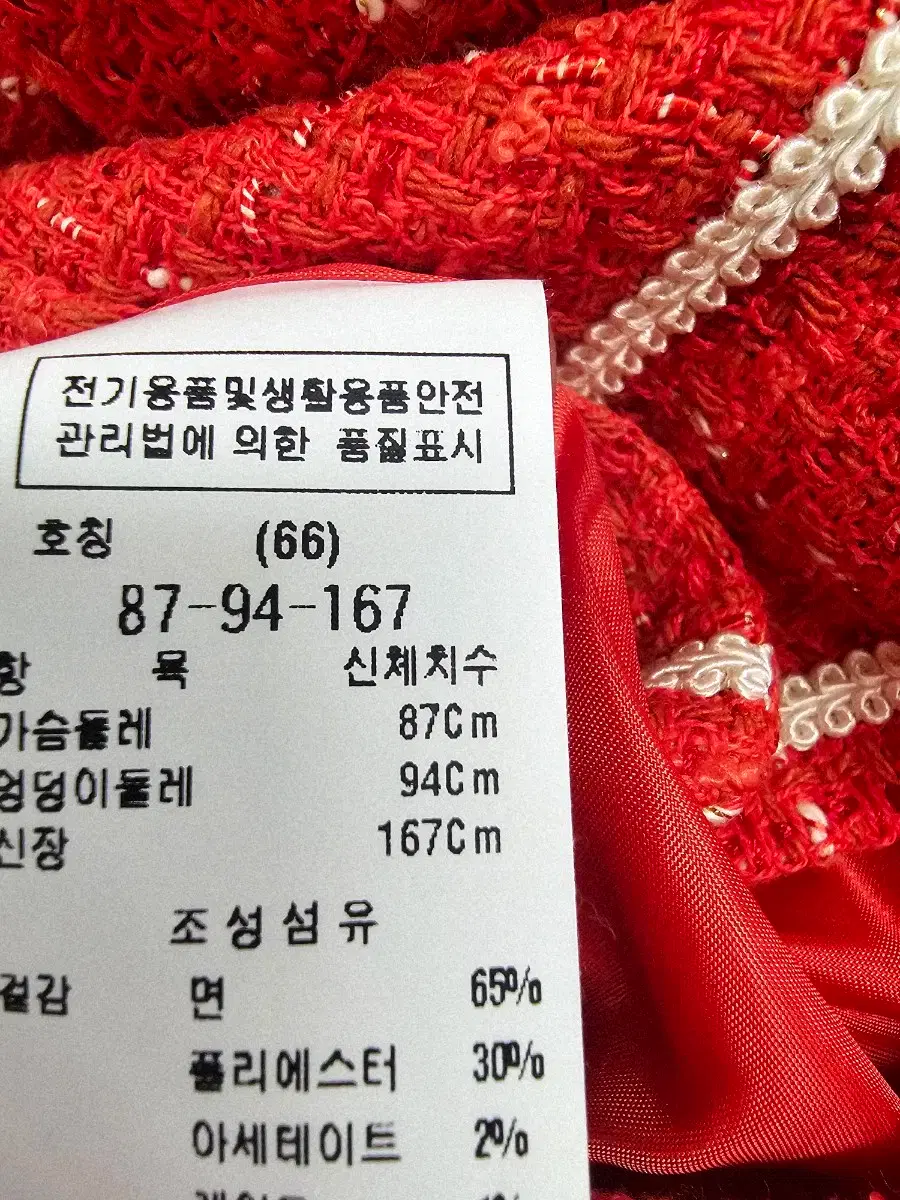 전기용품및생활용품안전
관리법에 의한 품질표시
호칭 (66)
87-94-167
항 목 신체치수
가슴둘레 87Cm
엉덩이둘레 94Cm
신장 167Cm
조성섬유
겉감 면 65%
폴리에스터 30%
아세테이트 2%